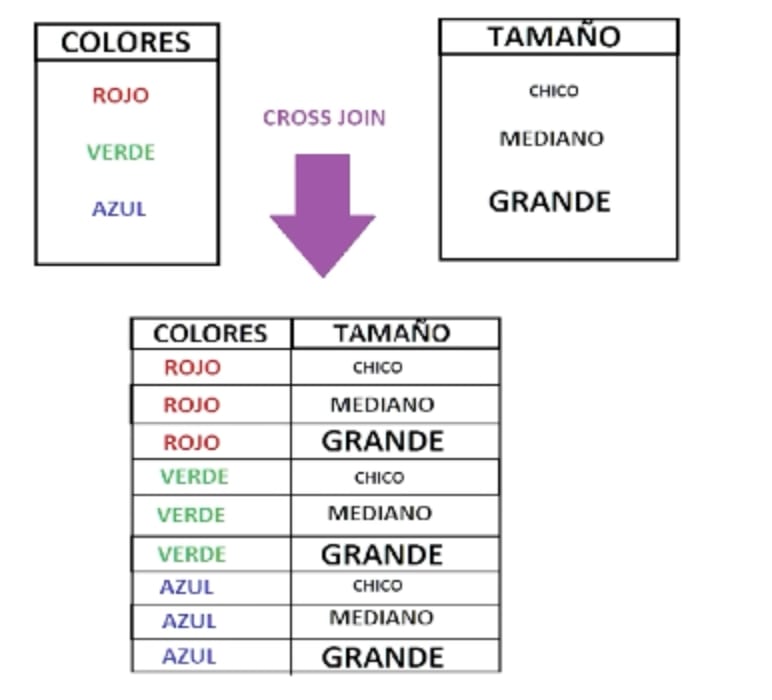 COLORES
ROJO
VERDE
AZUL
CROSS JOIN
TAMAÑO
CHICO
MEDIANO
GRANDE
COLORES TAMAÑO
ROJO CHICO
ROJO MEDIANO
ROJO GRANDE
VERDE CHICO
VERDE MEDIANO
VERDE GRANDE
AZUL CHICO
AZUL MEDIANO
AZUL GRANDE